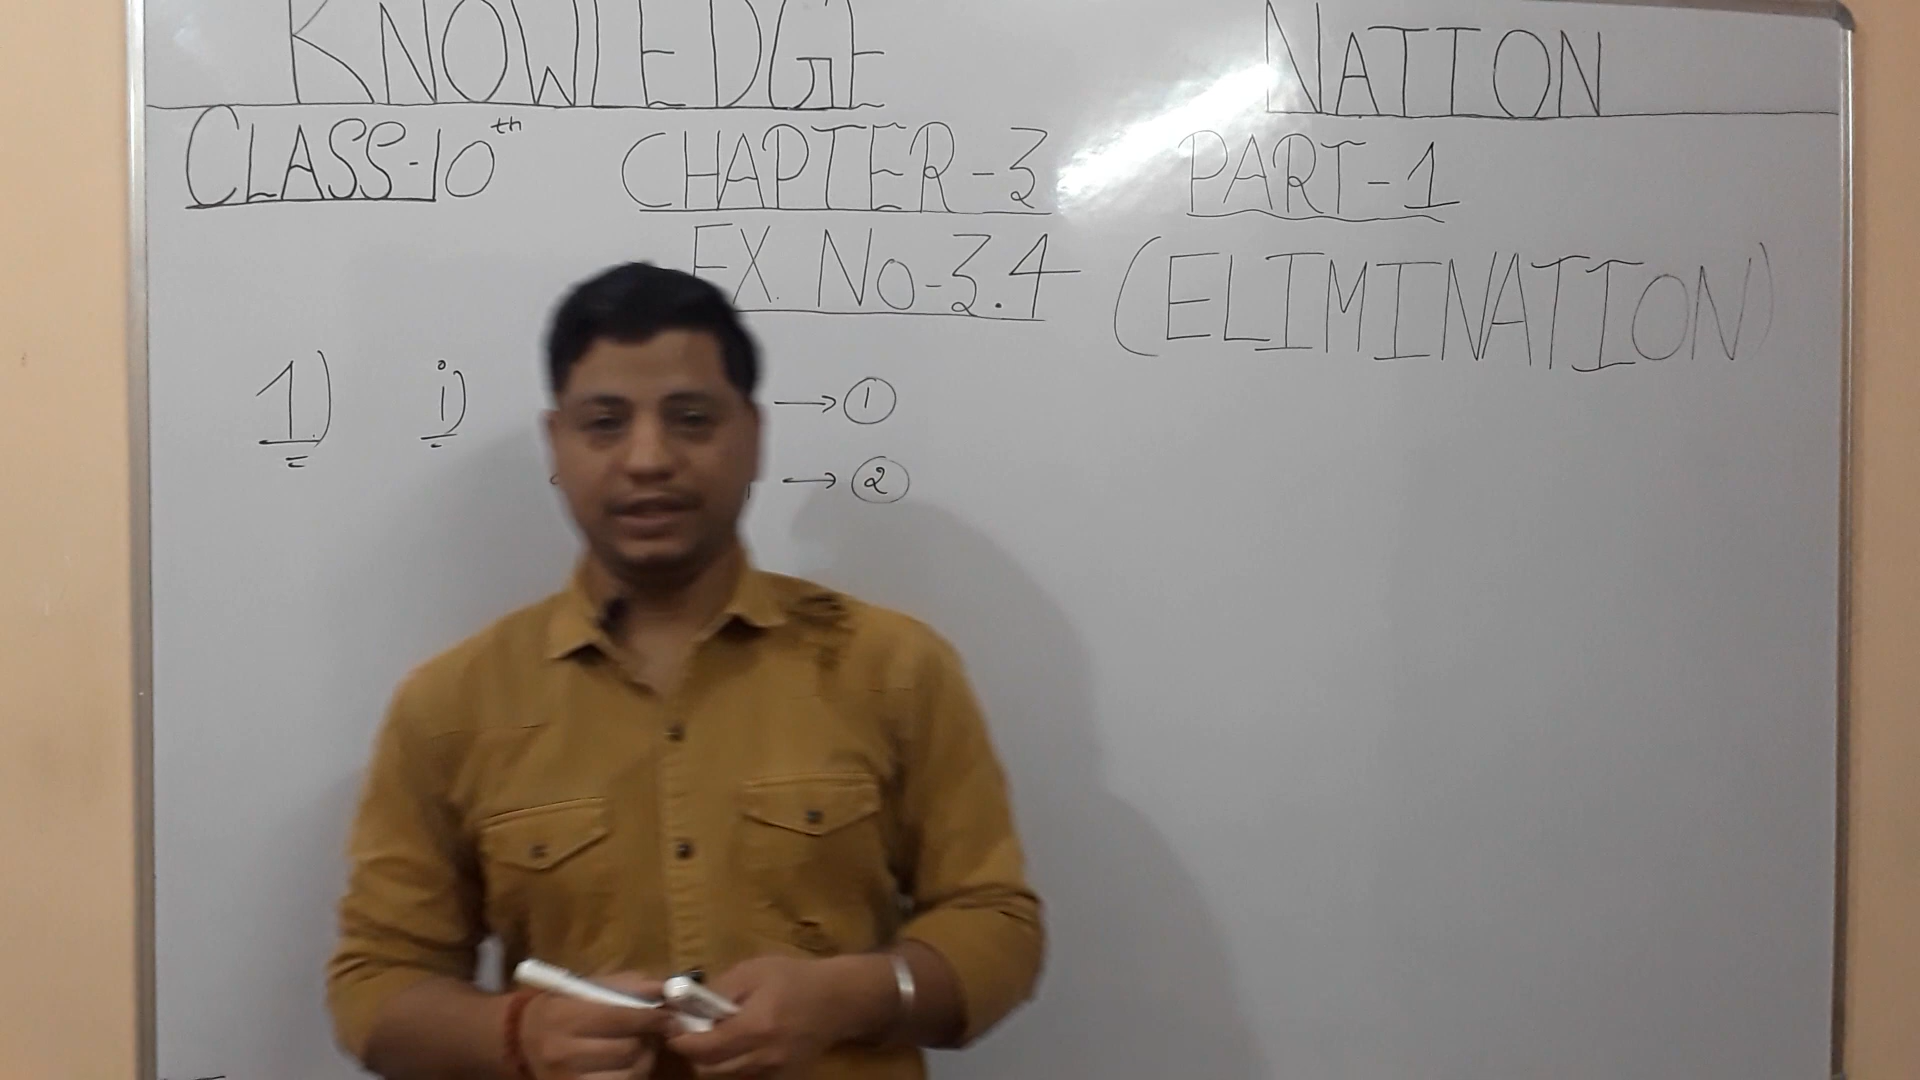 KNOWLEDGE NATION
CLASS-10th CHAPTER-3 PART-1
EX. No-3.4 (ELIMINATION)
1) i) → ①
→ ②